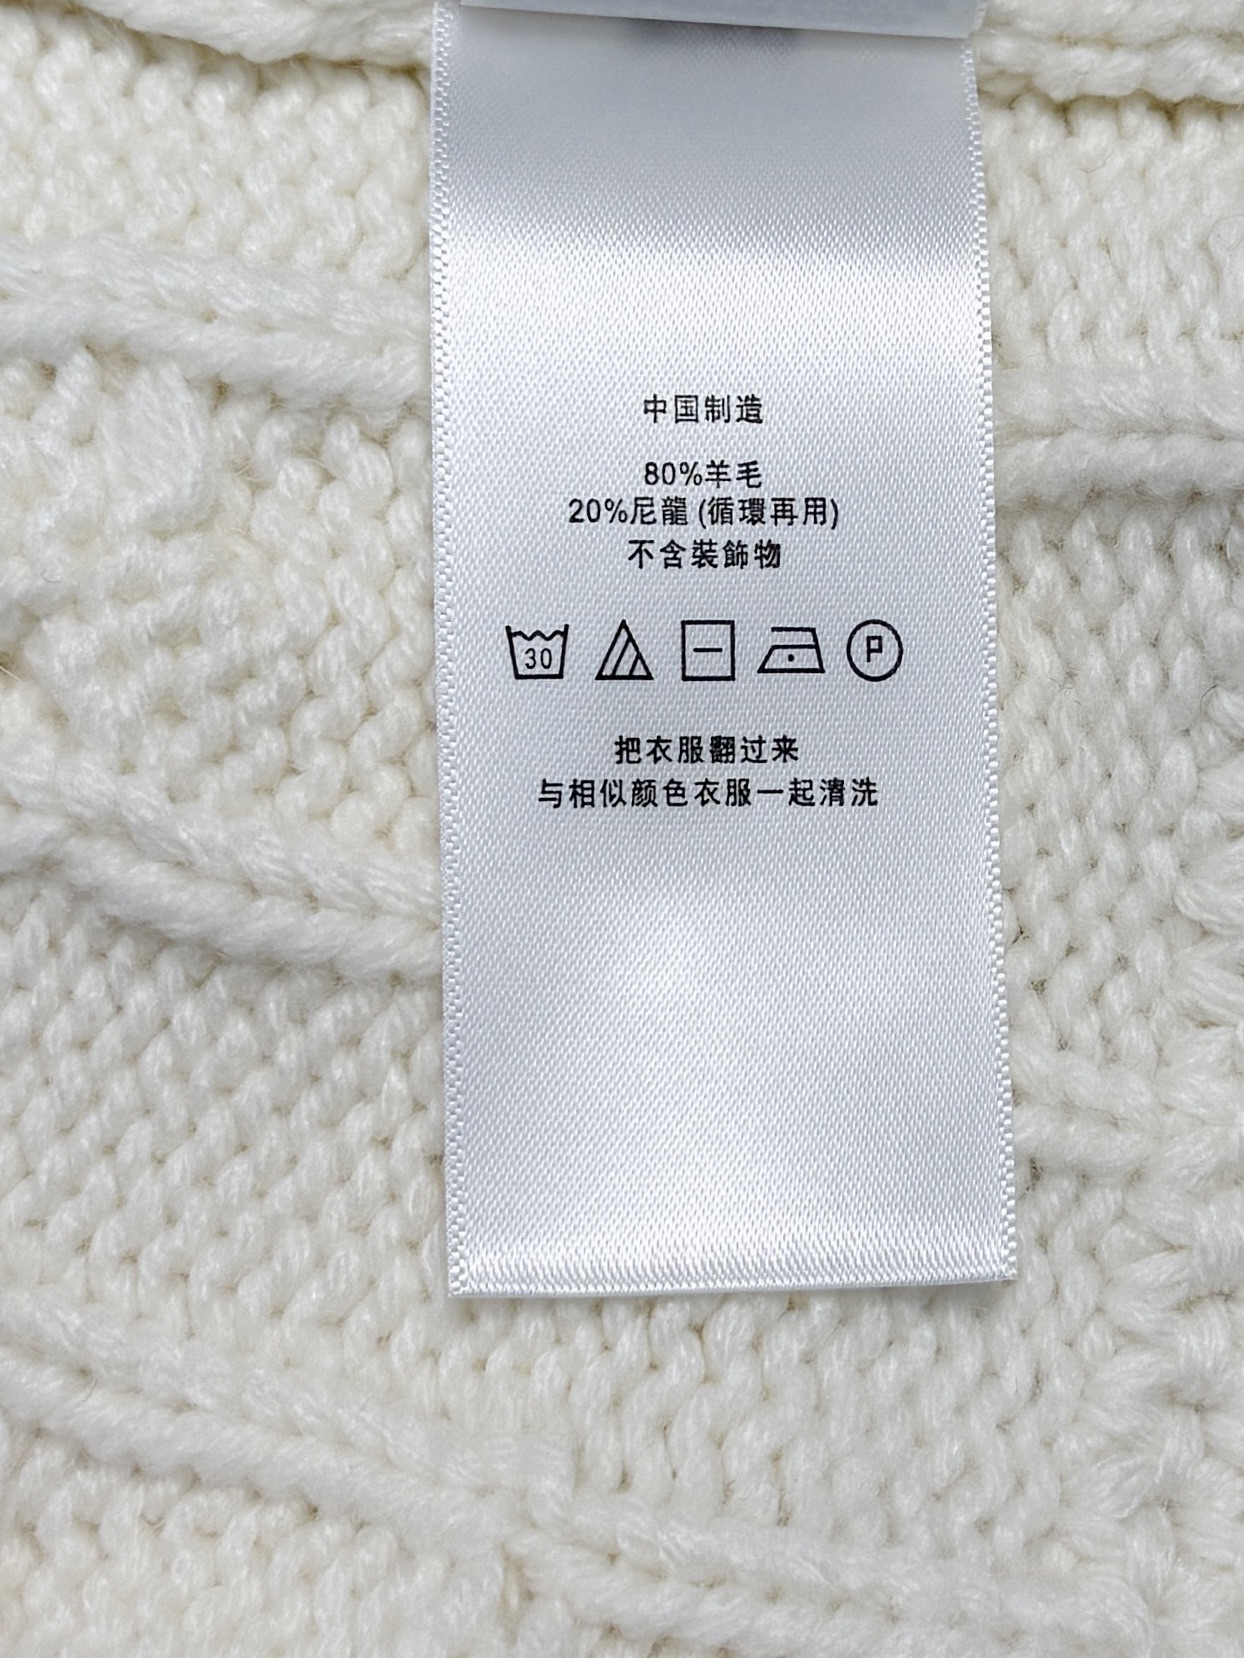 中国制造
80%羊毛
20%尼龍 (循環再用)
不含裝飾物
30
P
把衣服翻过来
与相似颜色衣服一起清洗